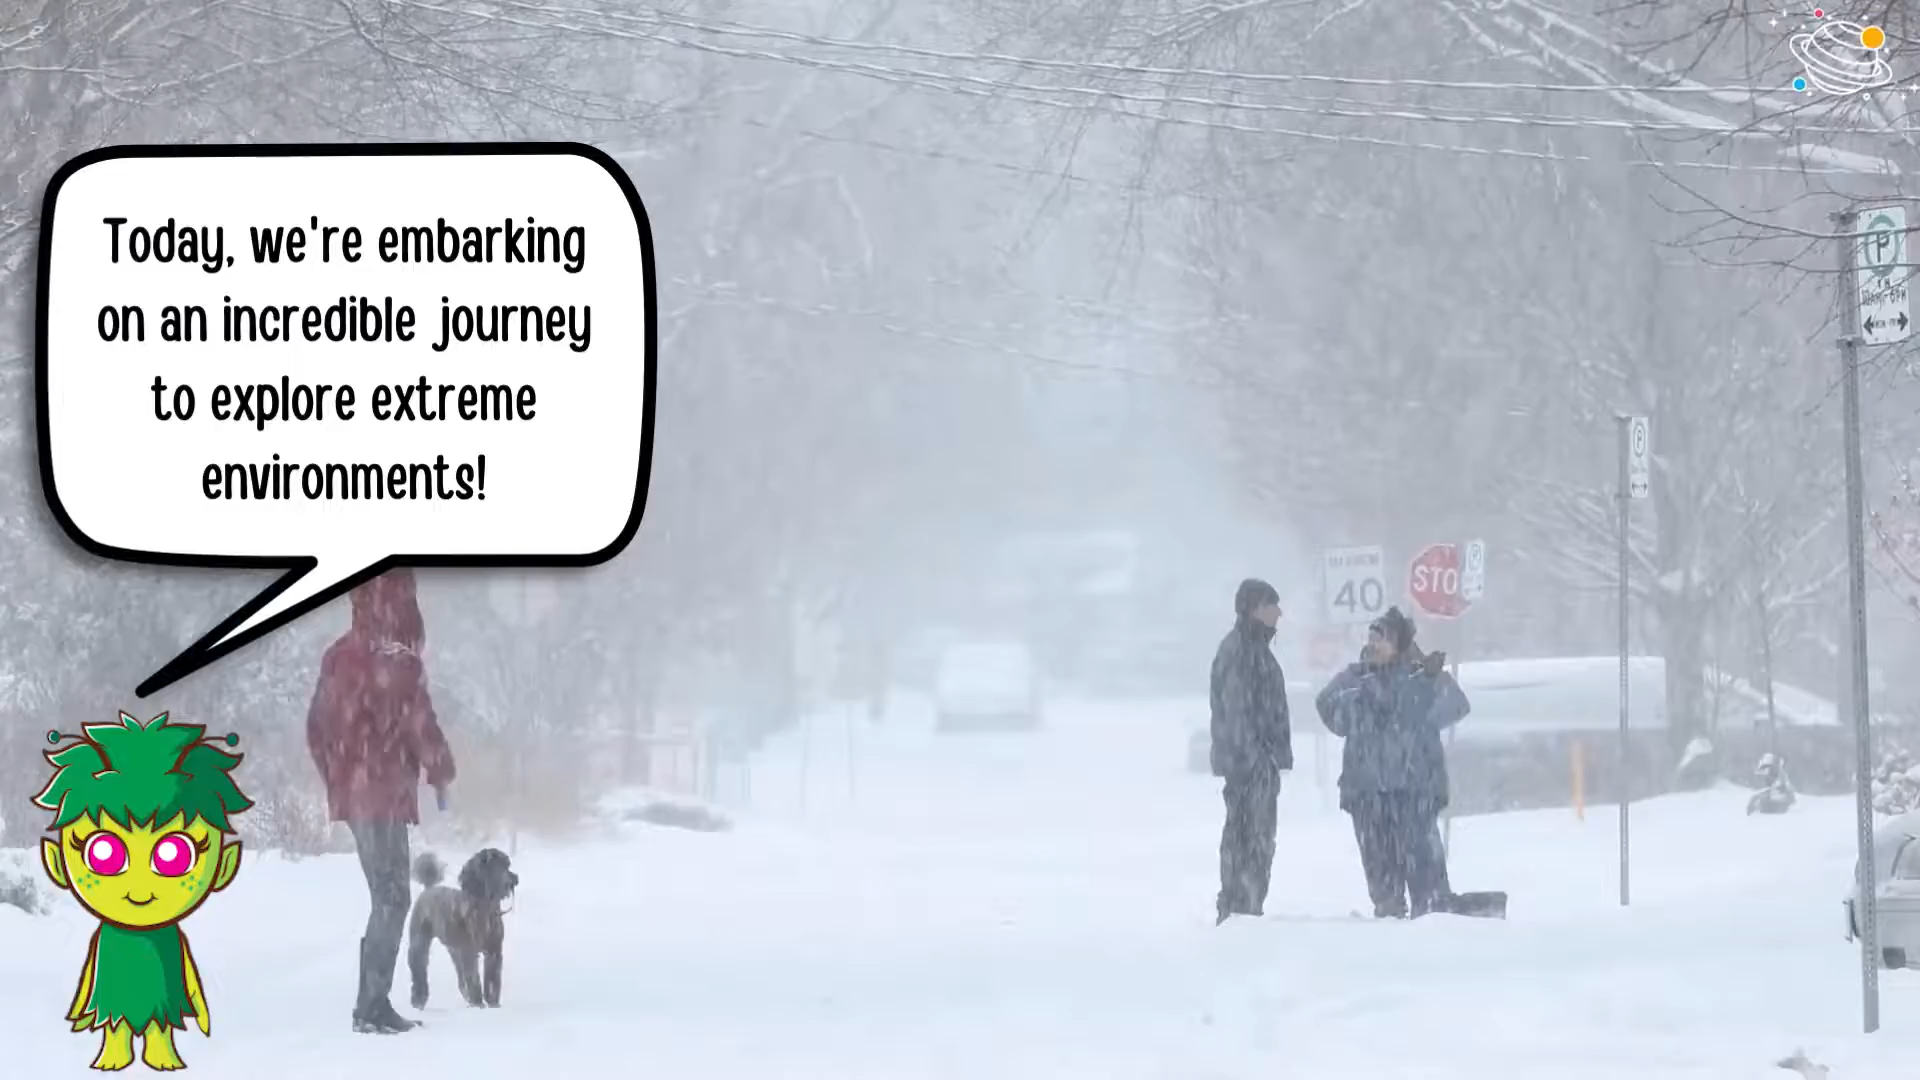 Today, we're embarking
on an incredible journey
to explore extreme
environments!
40
STO
P
P